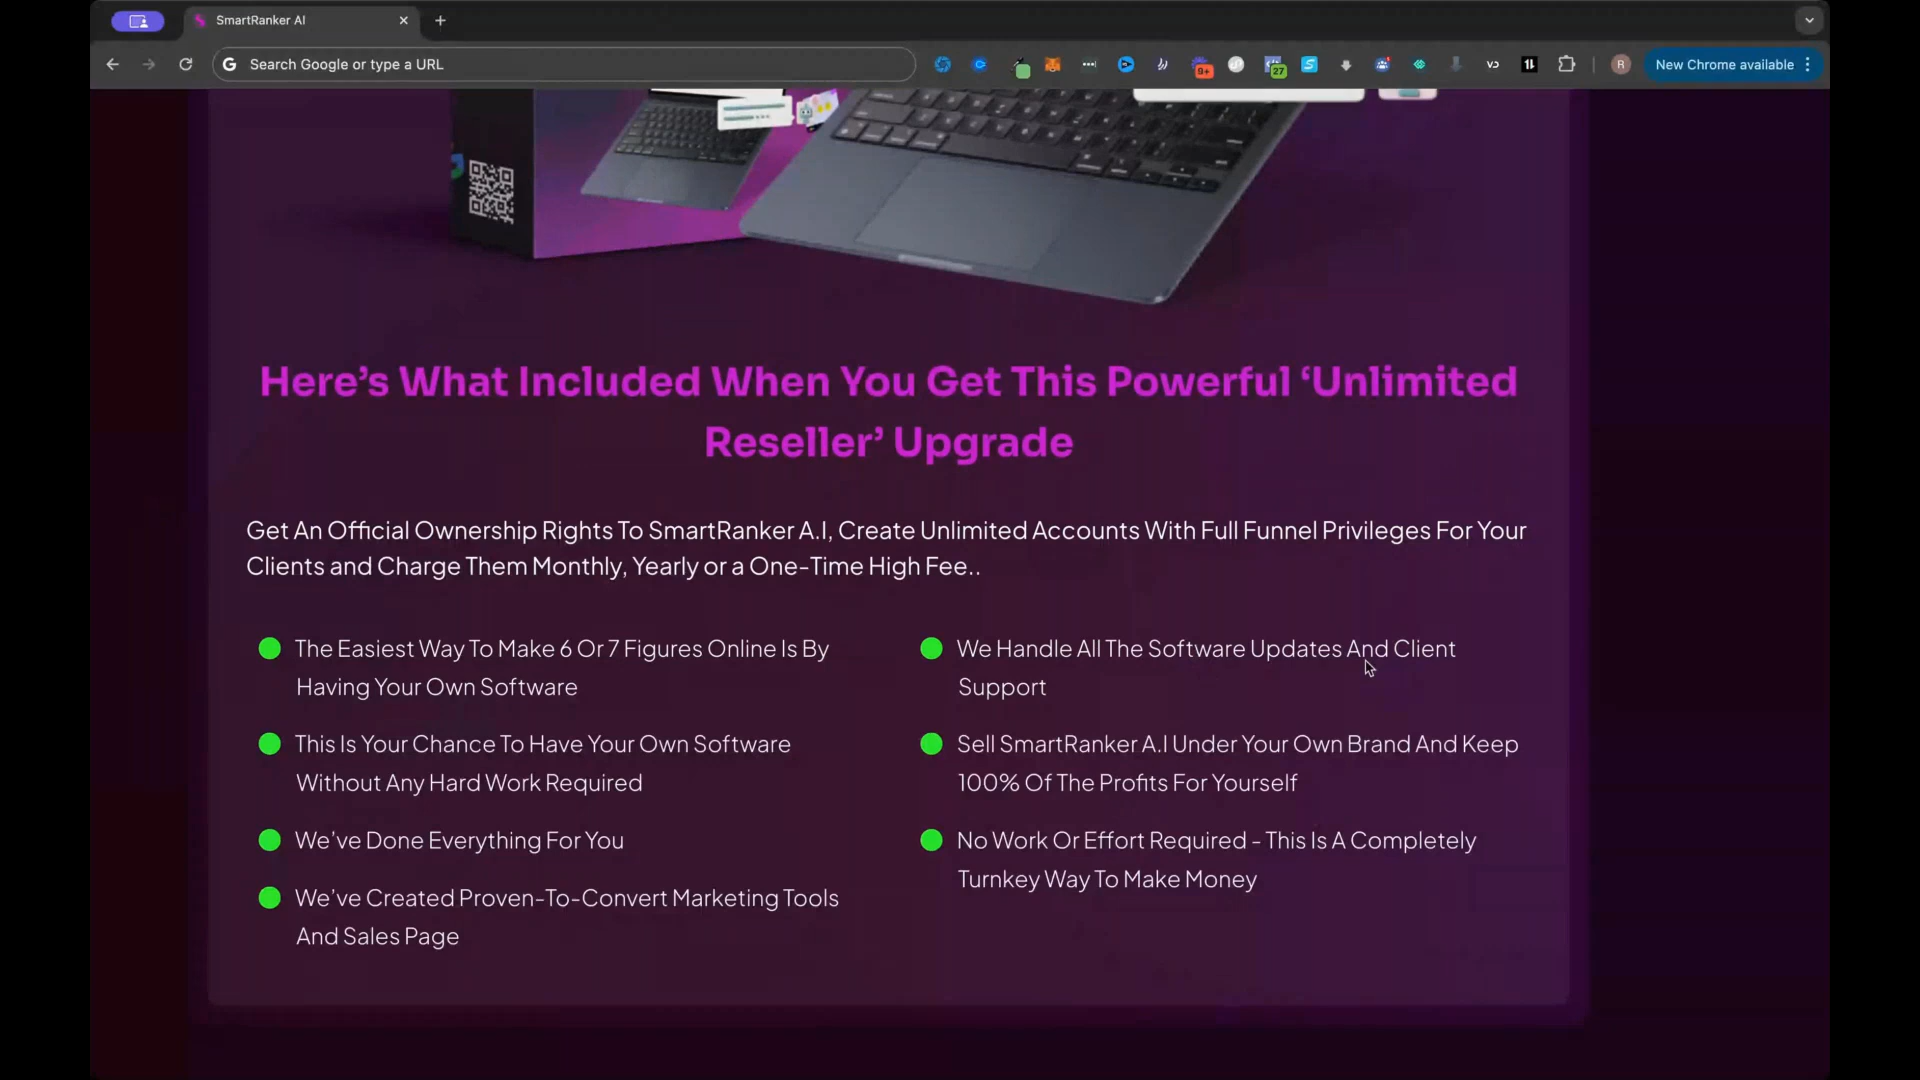 SmartRanker AI
Search Google or type a URL
9+
27
R
New Chrome available
Here’s What Included When You Get This Powerful ‘Unlimited
Reseller’ Upgrade
Get An Official Ownership Rights To SmartRanker A.I, Create Unlimited Accounts With Full Funnel Privileges For Your
Clients and Charge Them Monthly, Yearly or a One-Time High Fee..
The Easiest Way To Make 6 Or 7 Figures Online Is By
Having Your Own Software
This Is Your Chance To Have Your Own Software
Without Any Hard Work Required
We’ve Done Everything For You
We’ve Created Proven-To-Convert Marketing Tools
And Sales Page
We Handle All The Software Updates And Client
Support
Sell SmartRanker A.I Under Your Own Brand And Keep
100% Of The Profits For Yourself
No Work Or Effort Required - This Is A Completely
Turnkey Way To Make Money